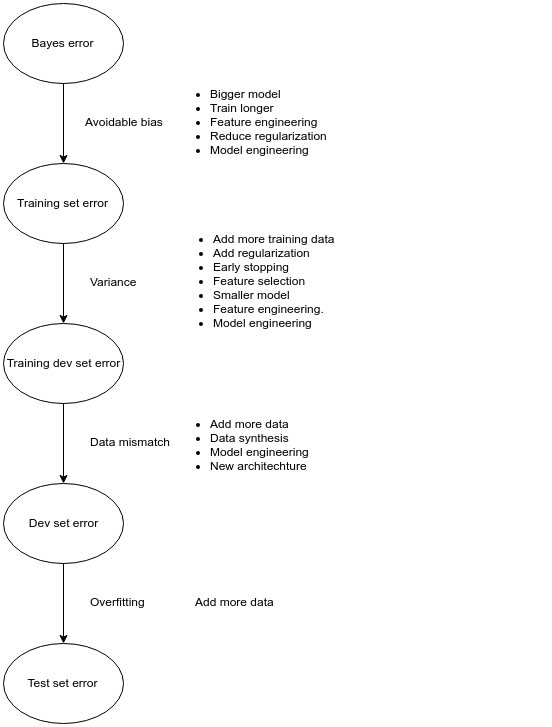 Bayes error
Avoidable bias
• Bigger model
• Train longer
• Feature engineering
• Reduce regularization
• Model engineering
Training set error
Variance
• Add more training data
• Add regularization
• Early stopping
• Feature selection
• Smaller model
• Feature engineering.
• Model engineering
Training dev set error
Data mismatch
• Add more data
• Data synthesis
• Model engineering
• New architechture
Dev set error
Overfitting
Add more data
Test set error